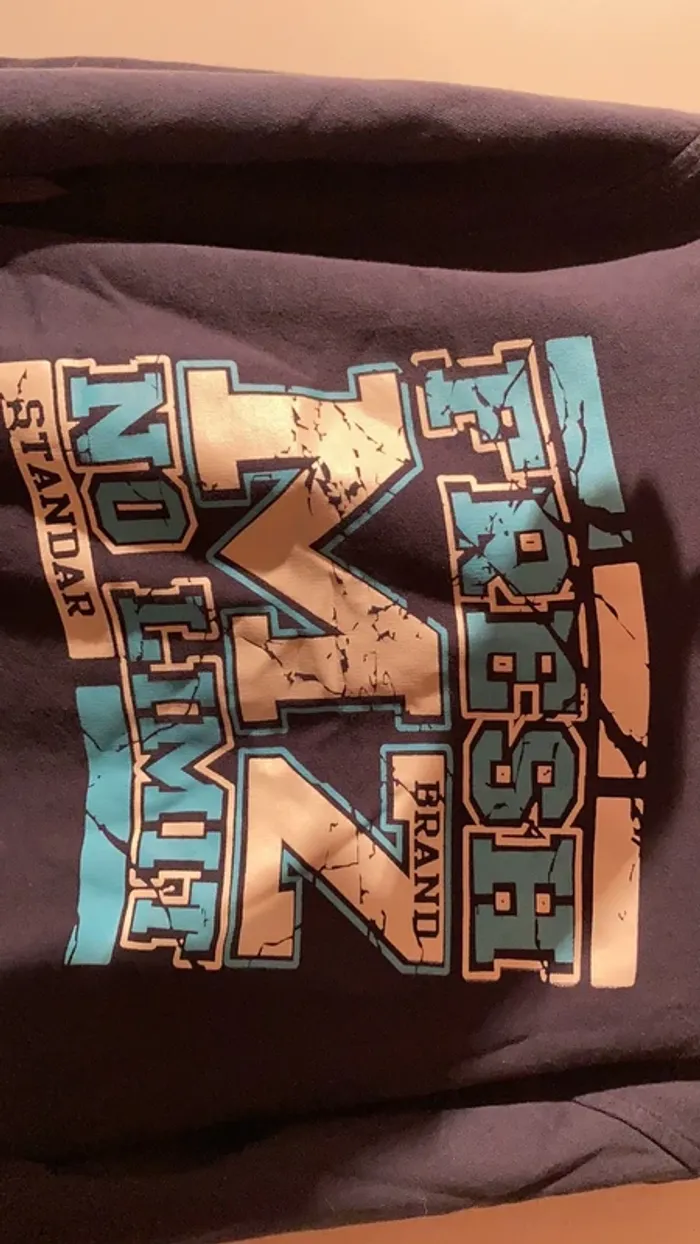 FRESH
BRAND
MZ
NO LIMIT
STANDAR